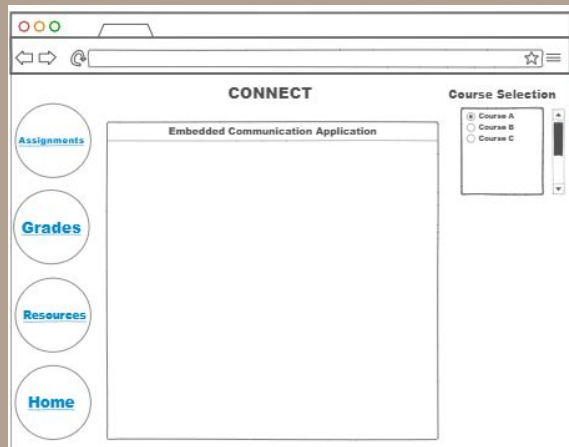 CONNECT
Course Selection
Course A
Course B
Course C
Embedded Communication Application
Assignments
Grades
Resources
Home